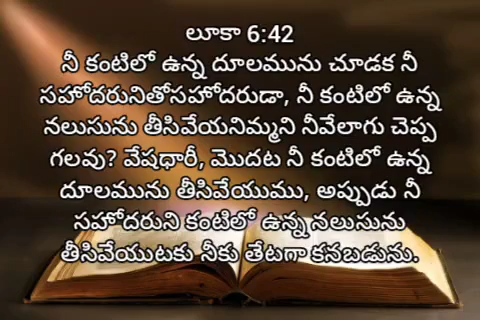 లూకా 6:42
నీ కంటిలో ఉన్న దూలమును చూడక నీ
సహోదరునితోసహోదరుడా, నీ కంటిలో ఉన్న
నలుసును తీసివేయనిమ్మని నీవేలాగు చెప్ప
గలవు? వేషధారీ, మొదట నీ కంటిలో ఉన్న
దూలమును తీసివేయుము, అప్పుడు నీ
సహోదరుని కంటిలో ఉన్న నలుసును
తీసివేయుటకు నీకు తేటగా కనబడును.